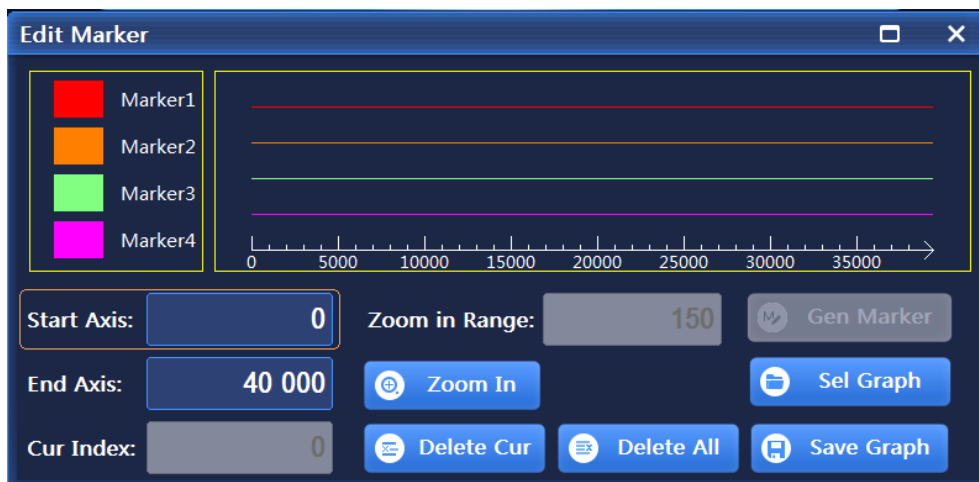 Edit Marker
Marker1
Marker2
Marker3
Marker4
0 5000 10000 15000 20000 25000 30000 35000
Start Axis: 0 Zoom in Range: 150 Gen Marker
End Axis: 40 000 Zoom In Sel Graph
Cur Index: 0 Delete Cur Delete All Save Graph